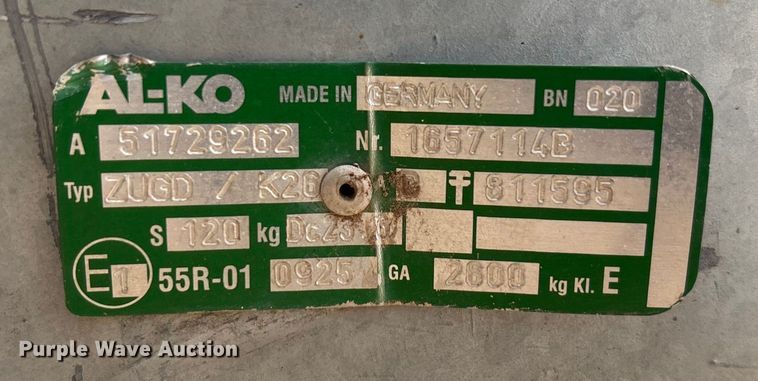 AL-KO MADE IN GERMANY BN 020
A 51729262 Nr. 1657114B
Typ ZUGD / K26 811595
S 120 kg
E 1 55R-01 0925 GA 2600 kg Kl. E
Purple Wave Auction